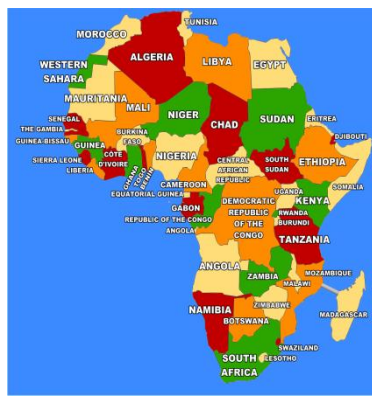 TUNISIA
MOROCCO
ALGERIA
LIBYA
EGYPT
WESTERN
SAHARA
MAURITANIA
MALI
NIGER
CHAD
SUDAN
ERITREA
SENEGAL
THE GAMBIA
GUINEA-BISSAU
GUINEA
BURKINA
FASO
DJIBOUTI
SIERRA LEONE
LIBERIA
CÔTE
D'IVOIRE
GHANA
TOGO
BENIN
NIGERIA
CENTRAL
AFRICAN
REPUBLIC
SOUTH
SUDAN
ETHIOPIA
SOMALIA
CAMEROON
EQUATORIAL GUINEA
GABON
REPUBLIC OF THE CONGO
DEMOCRATIC
REPUBLIC
OF THE
CONGO
UGANDA
KENYA
RWANDA
BURUNDI
TANZANIA
ANGOLA
ANGOLA
ZAMBIA
MALAWI
MOZAMBIQUE
ZIMBABWE
MADAGASCAR
NAMIBIA
BOTSWANA
SWAZILAND
LESOTHO
SOUTH
AFRICA